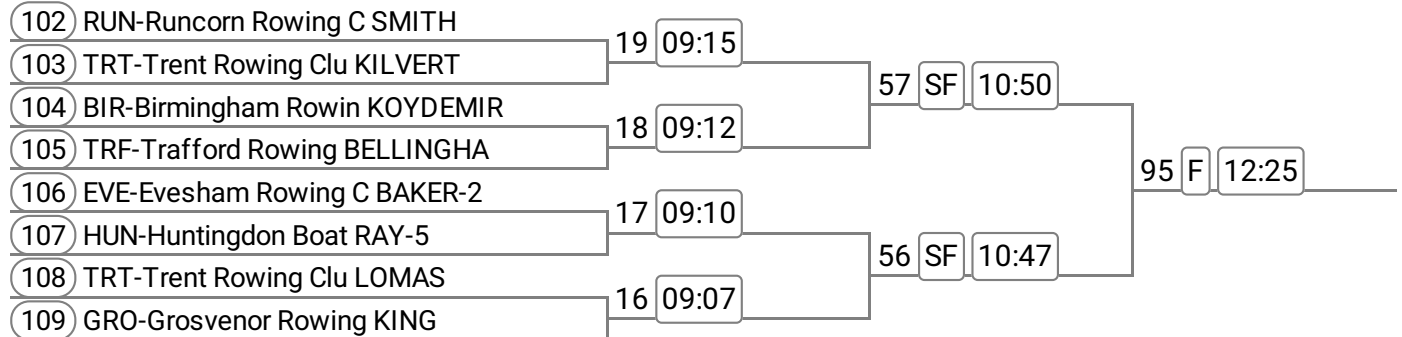 102 RUN-Runcorn Rowing C SMITH
19 09:15
103 TRT-Trent Rowing Clu KILVERT
57 SF 10:50
104 BIR-Birmingham Rowin KOYDEMIR
18 09:12
105 TRF-Trafford Rowing BELLINGHA
95 F 12:25
106 EVE-Evesham Rowing C BAKER-2
17 09:10
107 HUN-Huntingdon Boat RAY-5
56 SF 10:47
108 TRT-Trent Rowing Clu LOMAS
16 09:07
109 GRO-Grosvenor Rowing KING